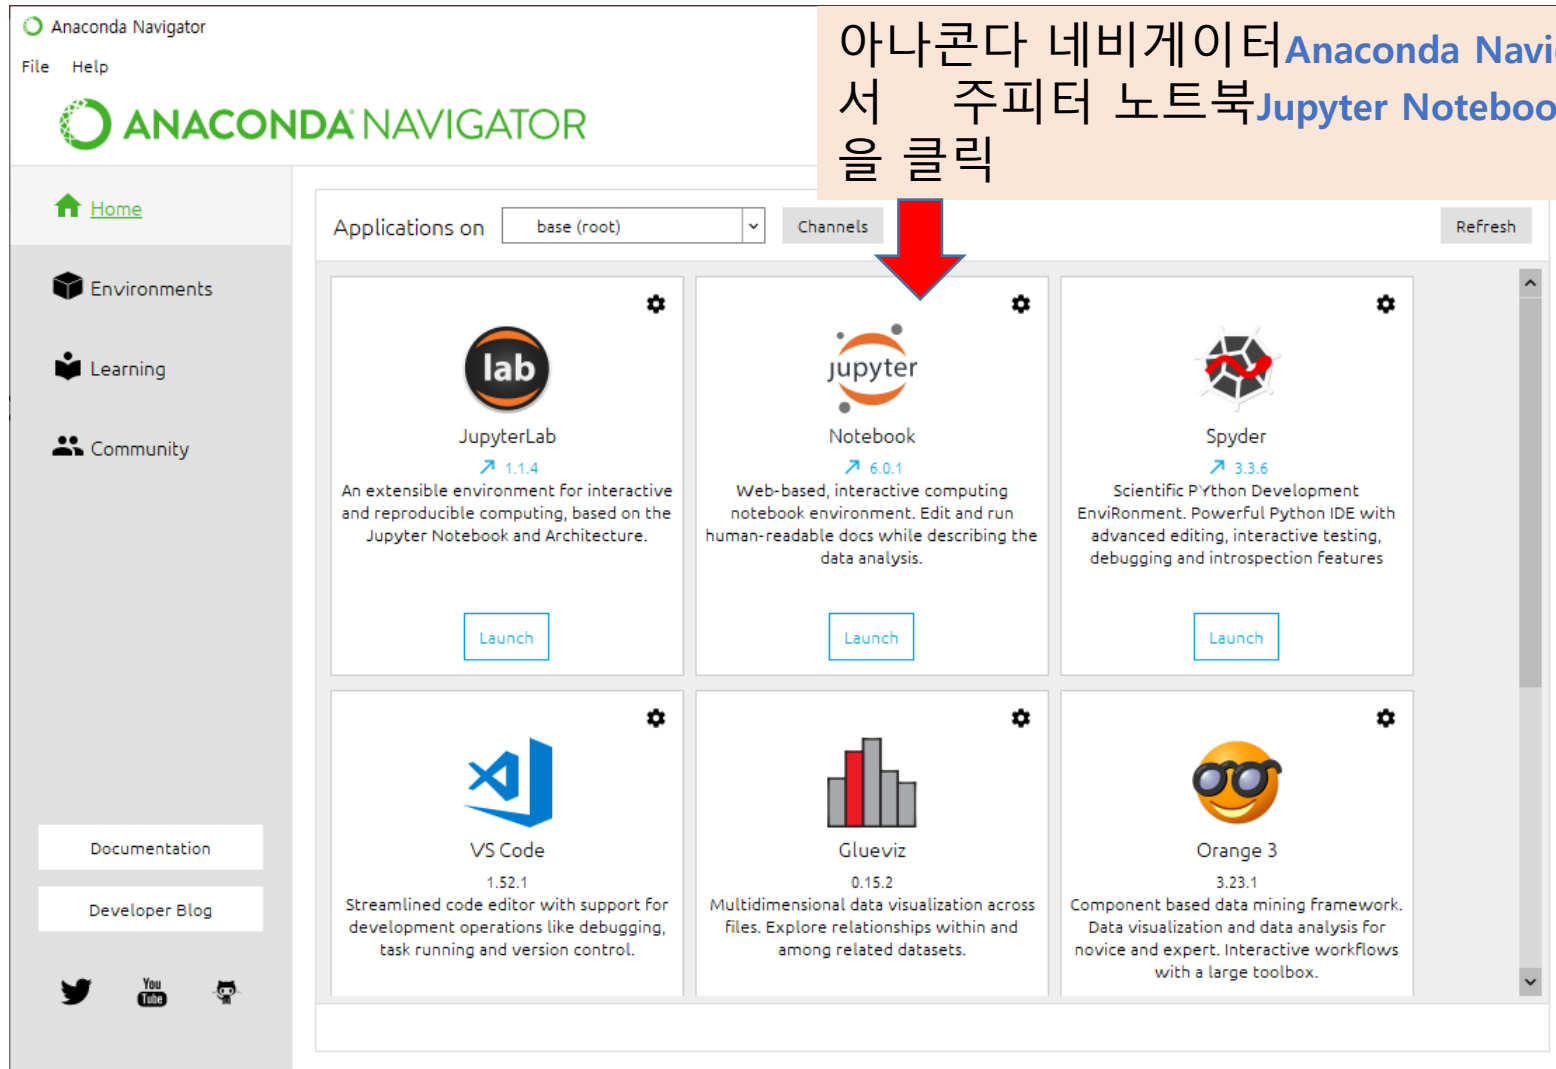 Anaconda Navigator
File Help
아나콘다 네비게이터Anaconda Navi
서 주피터 노트북Jupyter Noteboo
을 클릭
ANACONDA NAVIGATOR
Home
Environments
Learning
Community
Documentation
Developer Blog
You
Tube
Applications on base (root) Channels Refresh
lab
JupyterLab
1.1.4
An extensible environment for interactive
and reproducible computing, based on the
Jupyter Notebook and Architecture.
Launch
jupyter
Notebook
6.0.1
Web-based, interactive computing
notebook environment. Edit and run
human-readable docs while describing the
data analysis.
Launch
Spyder
3.3.6
Scientific PYthon Development
EnviRonment. Powerful Python IDE with
advanced editing, interactive testing,
debugging and introspection features
Launch
VS Code
1.52.1
Streamlined code editor with support for
development operations like debugging,
task running and version control.
Glueviz
0.15.2
Multidimensional data visualization across
files. Explore relationships within and
among related datasets.
Orange 3
3.23.1
Component based data mining framework.
Data visualization and data analysis for
novice and expert. Interactive workflows
with a large toolbox.